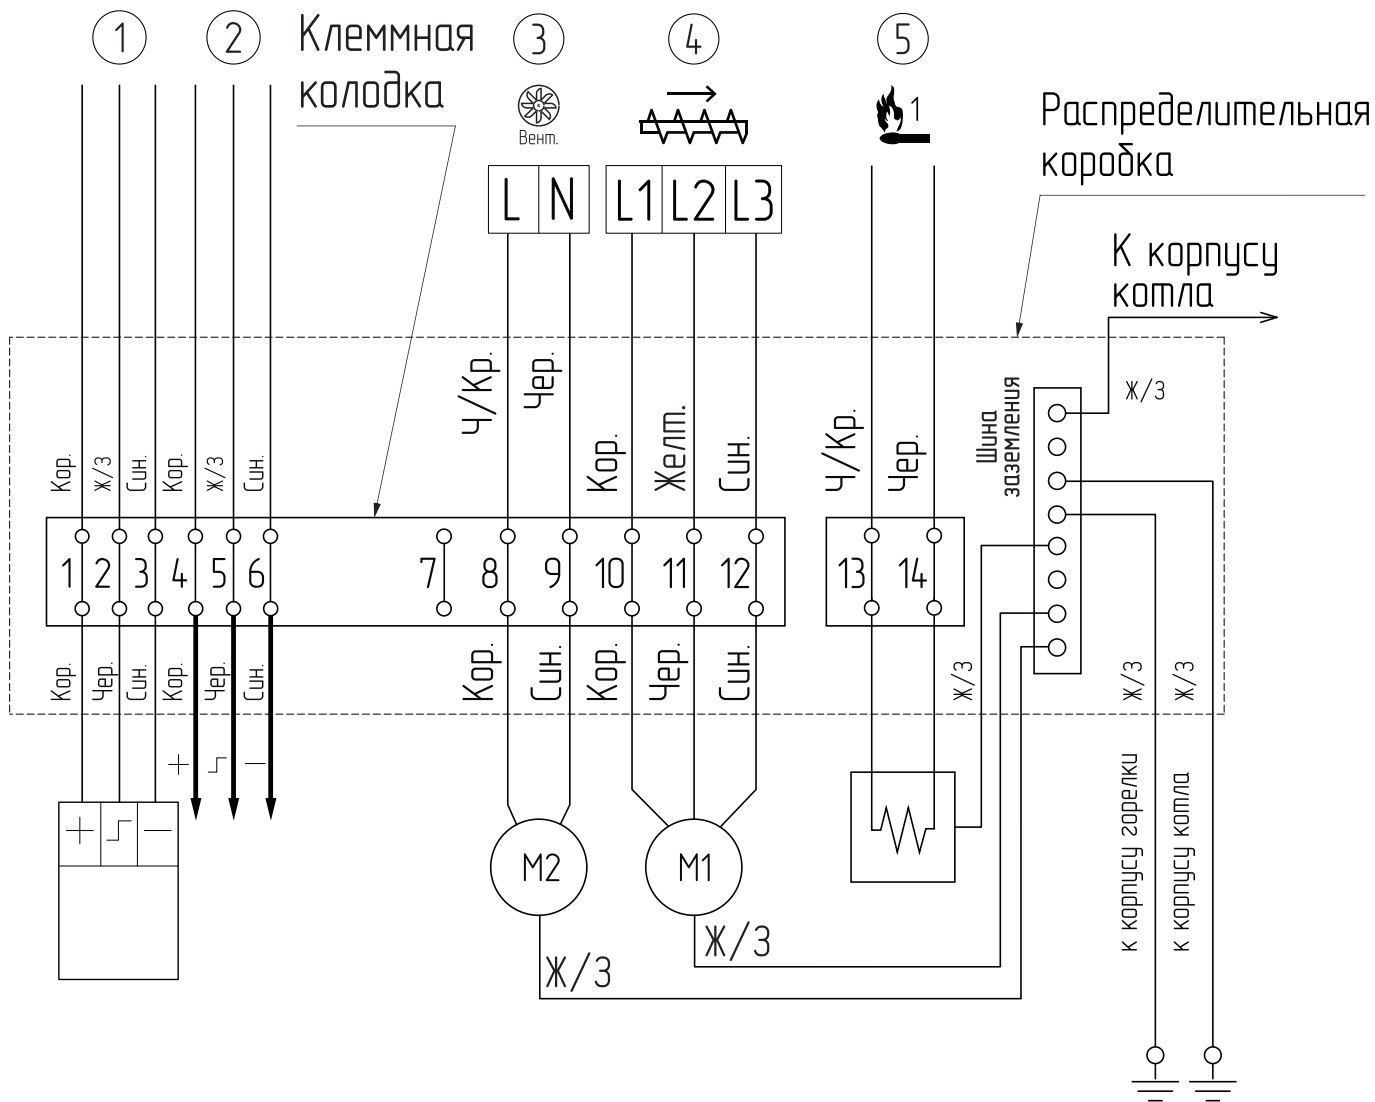 1
2
Клеммная
колодка
3
4
5
Вент.
1
Распределительная
коробка
L N
L1 L2 L3
К корпусу
котла
Ч/Кр.
Чер.
Кор.
Желт.
Син.
Ч/Кр.
Чер.
Шина
заземления
Ж/З
Кор.
Ж/З
Син.
Кор.
Ж/З
Син.
1 2 3 4 5 6 7 8 9 10 11 12
13 14
Кор.
Чер.
Син.
Кор.
Чер.
Син.
Кор.
Син.
Кор.
Чер.
Син.
Ж/З
Ж/З
Ж/З
+ —
+ —
М2
М1
Ж/З
Ж/З
к корпусу горелки
к корпусу котла